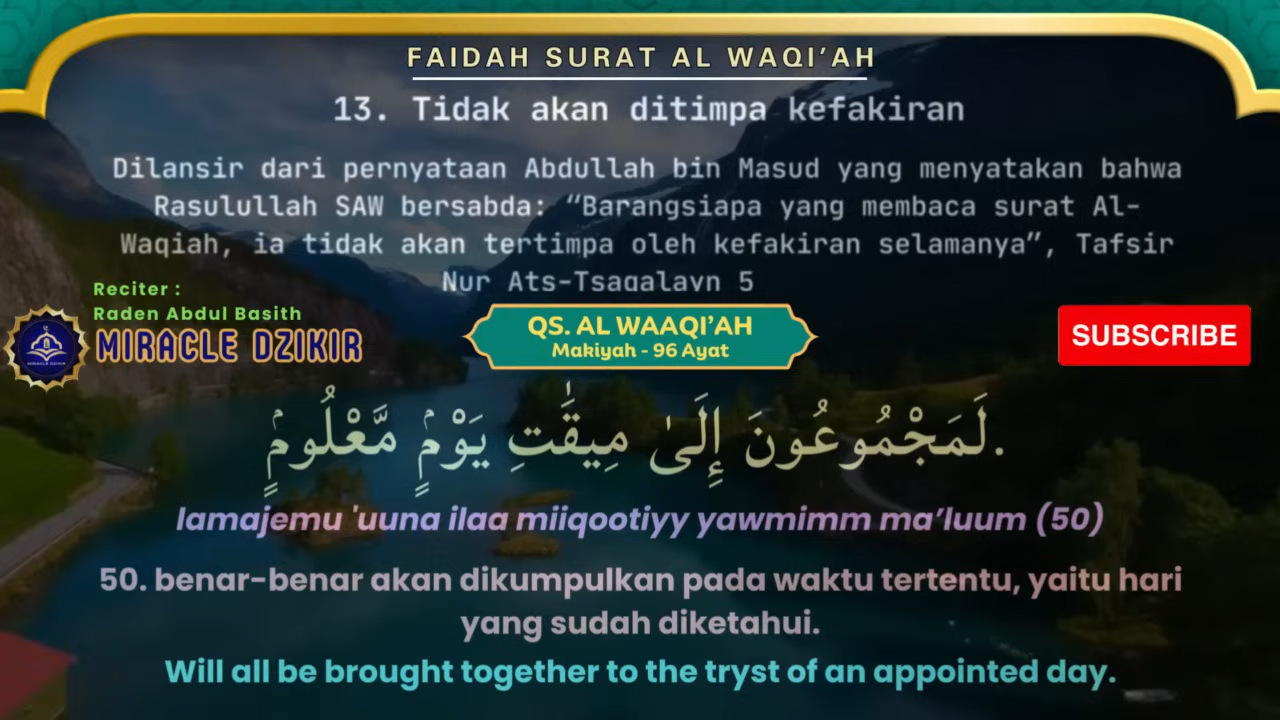 FAIDAH SURAT AL WAQI’AH
13. Tidak akan ditimpa kefakiran
Dilansir dari pernyataan Abdullah bin Masud yang menyatakan bahwa
Rasulullah SAW bersabda: “Barangsiapa yang membaca surat Al-
Waqiah, ia tidak akan tertimpa oleh kefakiran selamanya”, Tafsir
Nur Ats-Tsaqalayn 5
Reciter :
Raden Abdul Basith
MIRACLE DZIKIR
QS. AL WAAQI’AH
Makiyah - 96 Ayat
SUBSCRIBE
لَمَجْمُوعُونَ إِلَىٰ مِيقَٰتِ يَوْمٍۢ مَّعْلُومٍۢ.
lamajemu 'uuna ilaa miiqootiyy yawmimm ma’luum (50)
50. benar-benar akan dikumpulkan pada waktu tertentu, yaitu hari
yang sudah diketahui.
Will all be brought together to the tryst of an appointed day.